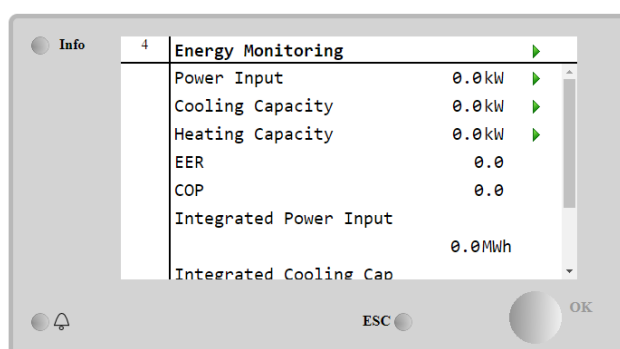 Info
4
Energy Monitoring
Power Input 0.0kW
Cooling Capacity 0.0kW
Heating Capacity 0.0kW
EER 0.0
COP 0.0
Integrated Power Input
0.0MWh
Integrated Cooling Cap
ESC
OK